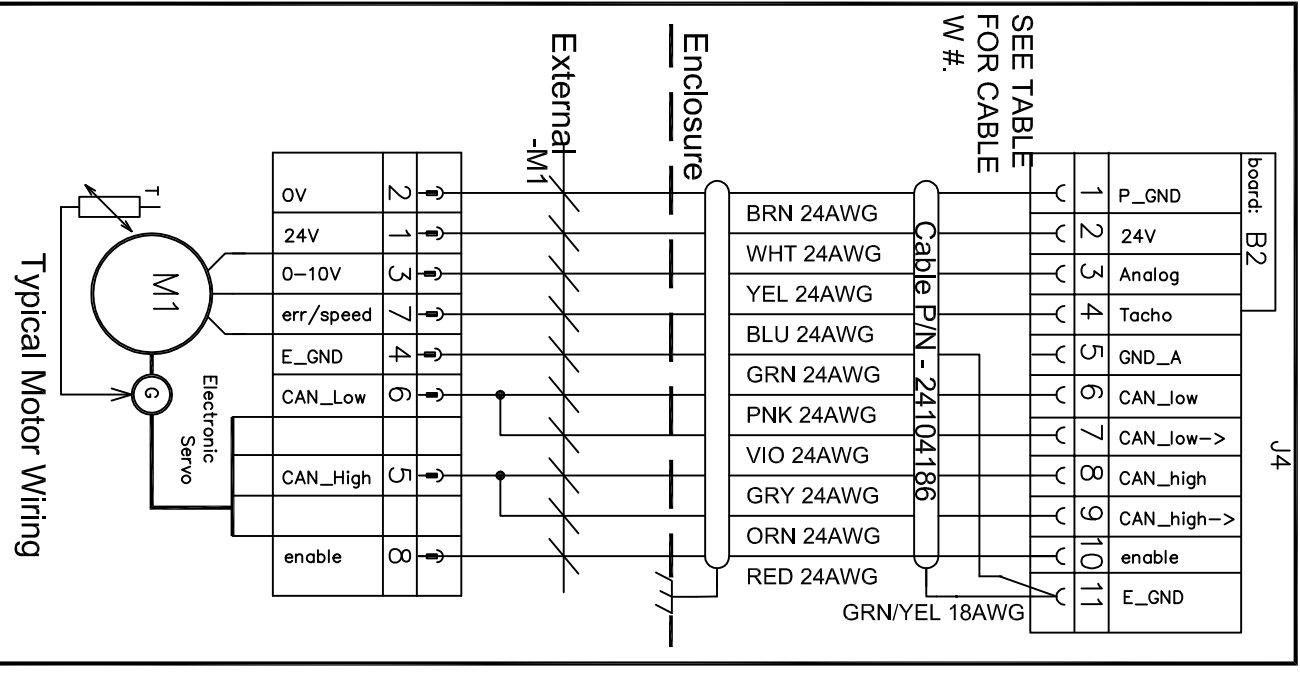 SEE TABLE
FOR CABLE
W #.
Enclosure
External
-M1
board: B2
J4
1 P_GND
2 24V
3 Analog
4 Tacho
5 GND_A
6 CAN_low
7 CAN_low->
8 CAN_high
9 CAN_high->
10 enable
11 E_GND
Cable P/N - 24104186
BRN 24AWG
WHT 24AWG
YEL 24AWG
BLU 24AWG
GRN 24AWG
PNK 24AWG
VIO 24AWG
GRY 24AWG
ORN 24AWG
RED 24AWG
GRN/YEL 18AWG
0V 2
24V 1
0-10V 3
err/speed 7
E_GND 4
CAN_Low 6
CAN_High 5
enable 8
T
M1
G
Electronic
Servo
Typical Motor Wiring